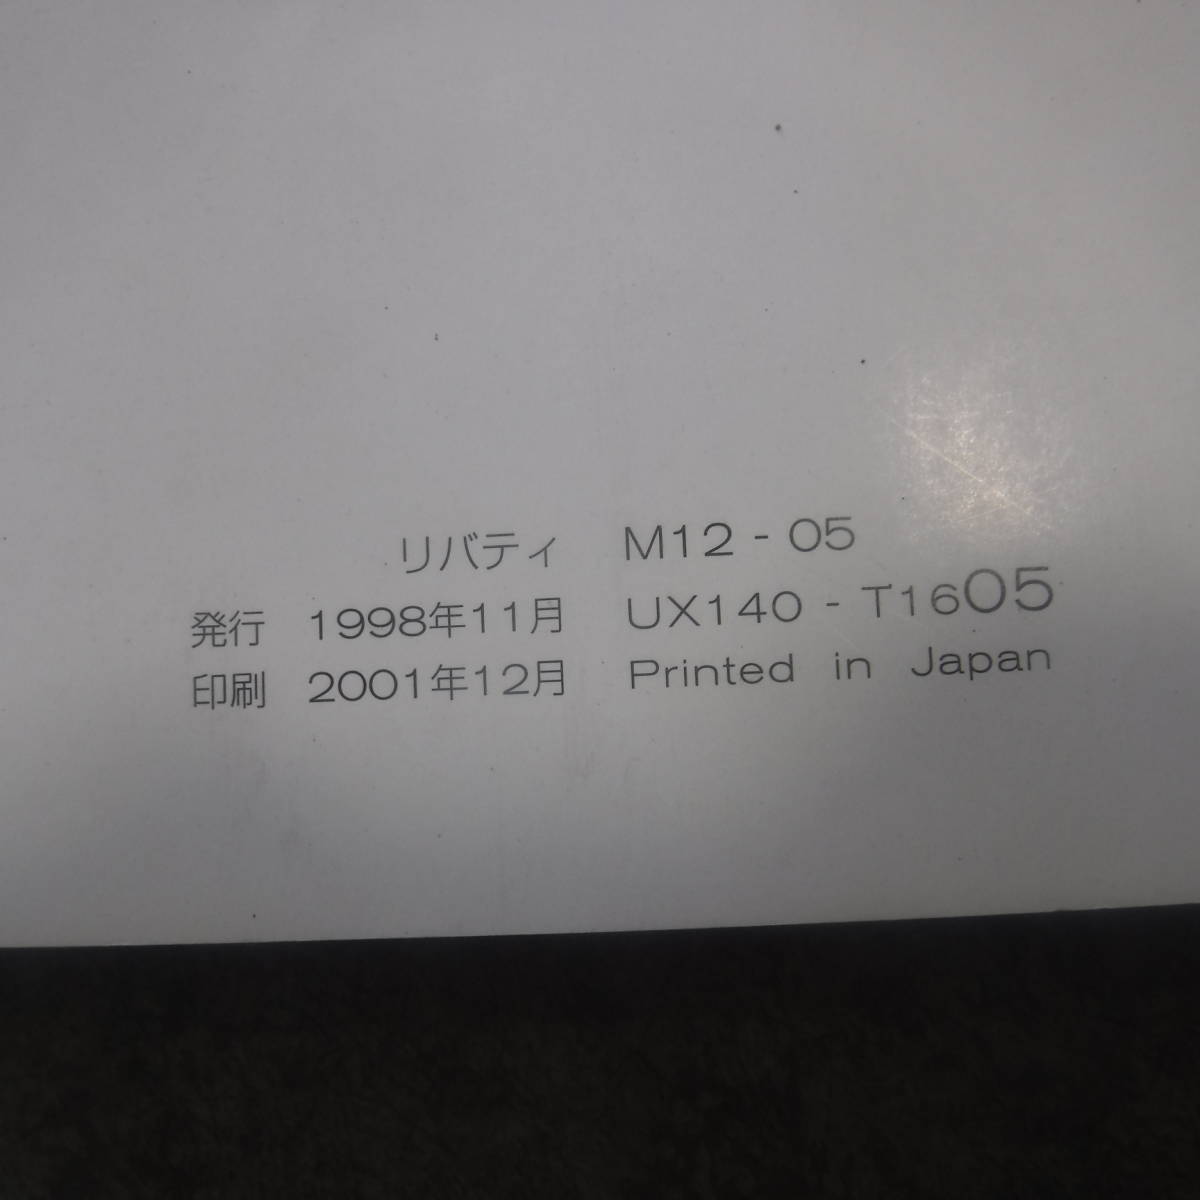 リバティ M12 - 05
発行 1998年11月 UX140 - T1605
印刷 2001年12月 Printed in Japan